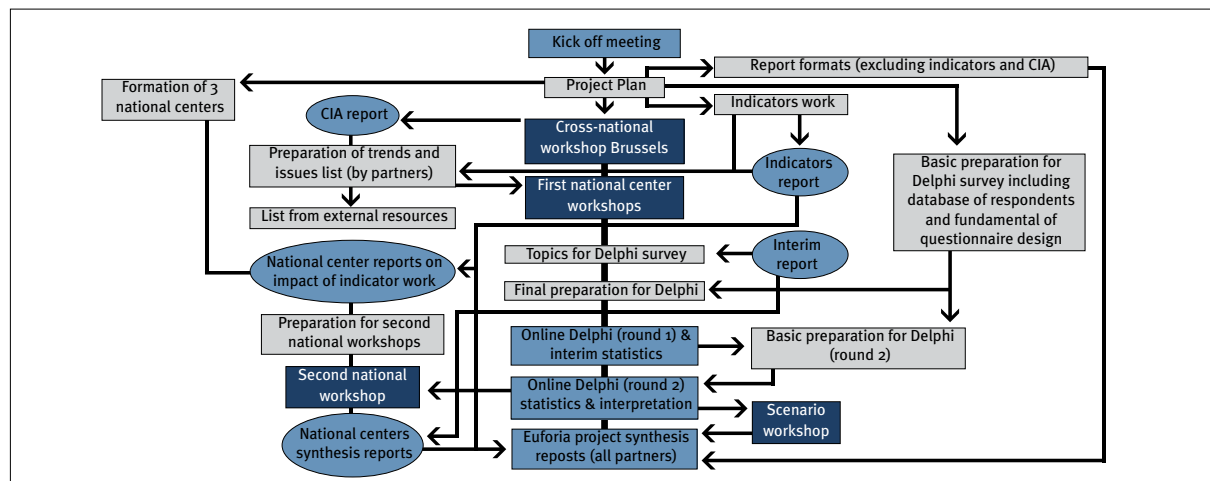 Kick off meeting
Report formats (excluding indicators and CIA)
Project Plan
Formation of 3
national centers
Indicators work
CIA report
Cross-national
workshop Brussels
Preparation of trends and
issues list (by partners)
Indicators
report
Basic preparation for
Delphi survey including
database of respondents
and fundamental of
questionnaire design
First national center
workshops
List from external resources
Topics for Delphi survey
Interim
report
National center reports on
impact of indicator work
Final preparation for Delphi
Preparation for second
national workshops
Online Delphi (round 1) &
interim statistics
Basic preparation for Delphi
(round 2)
Second national
workshop
Online Delphi (round 2)
statistics & interpretation
Scenario
workshop
National centers
synthesis reports
Euforia project synthesis
reposts (all partners)